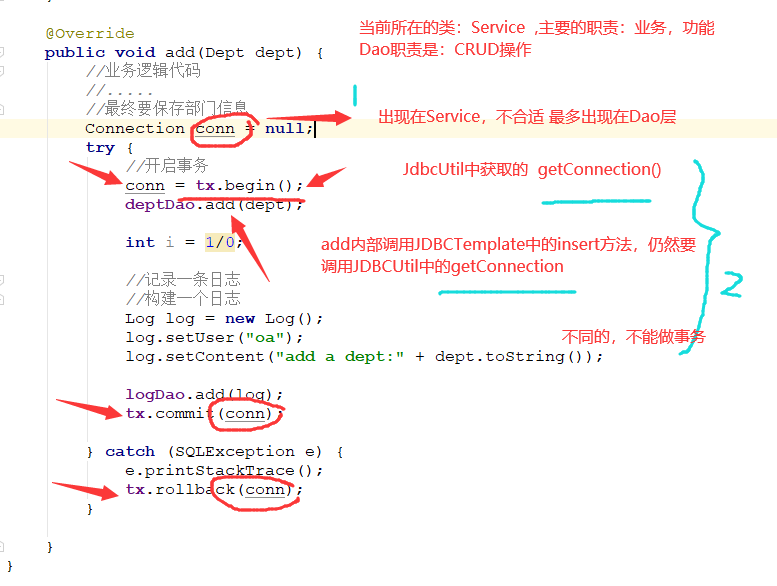 @Override
public void add(Dept dept) {
当前所在的类：Service ,主要的职责：业务，功能
Dao职责是：CRUD操作
//业务逻辑代码
//.....
//最终要保存部门信息
1
Connection conn = null;
出现在Service，不合适 最多出现在Dao层
try {
//开启事务
conn = tx.begin();
JdbcUtil中获取的 getConnection()
deptDao.add(dept);
int i = 1/0;
add内部调用JDBCTemplate中的insert方法，仍然要
调用JDBCUtil中的getConnection
2
//记录一条日志
//构建一个日志
Log log = new Log();
log.setUser("oa");
不同的，不能做事务
log.setContent("add a dept:" + dept.toString());
logDao.add(log);
tx.commit(conn);
} catch (SQLException e) {
e.printStackTrace();
tx.rollback(conn);
}
}
}